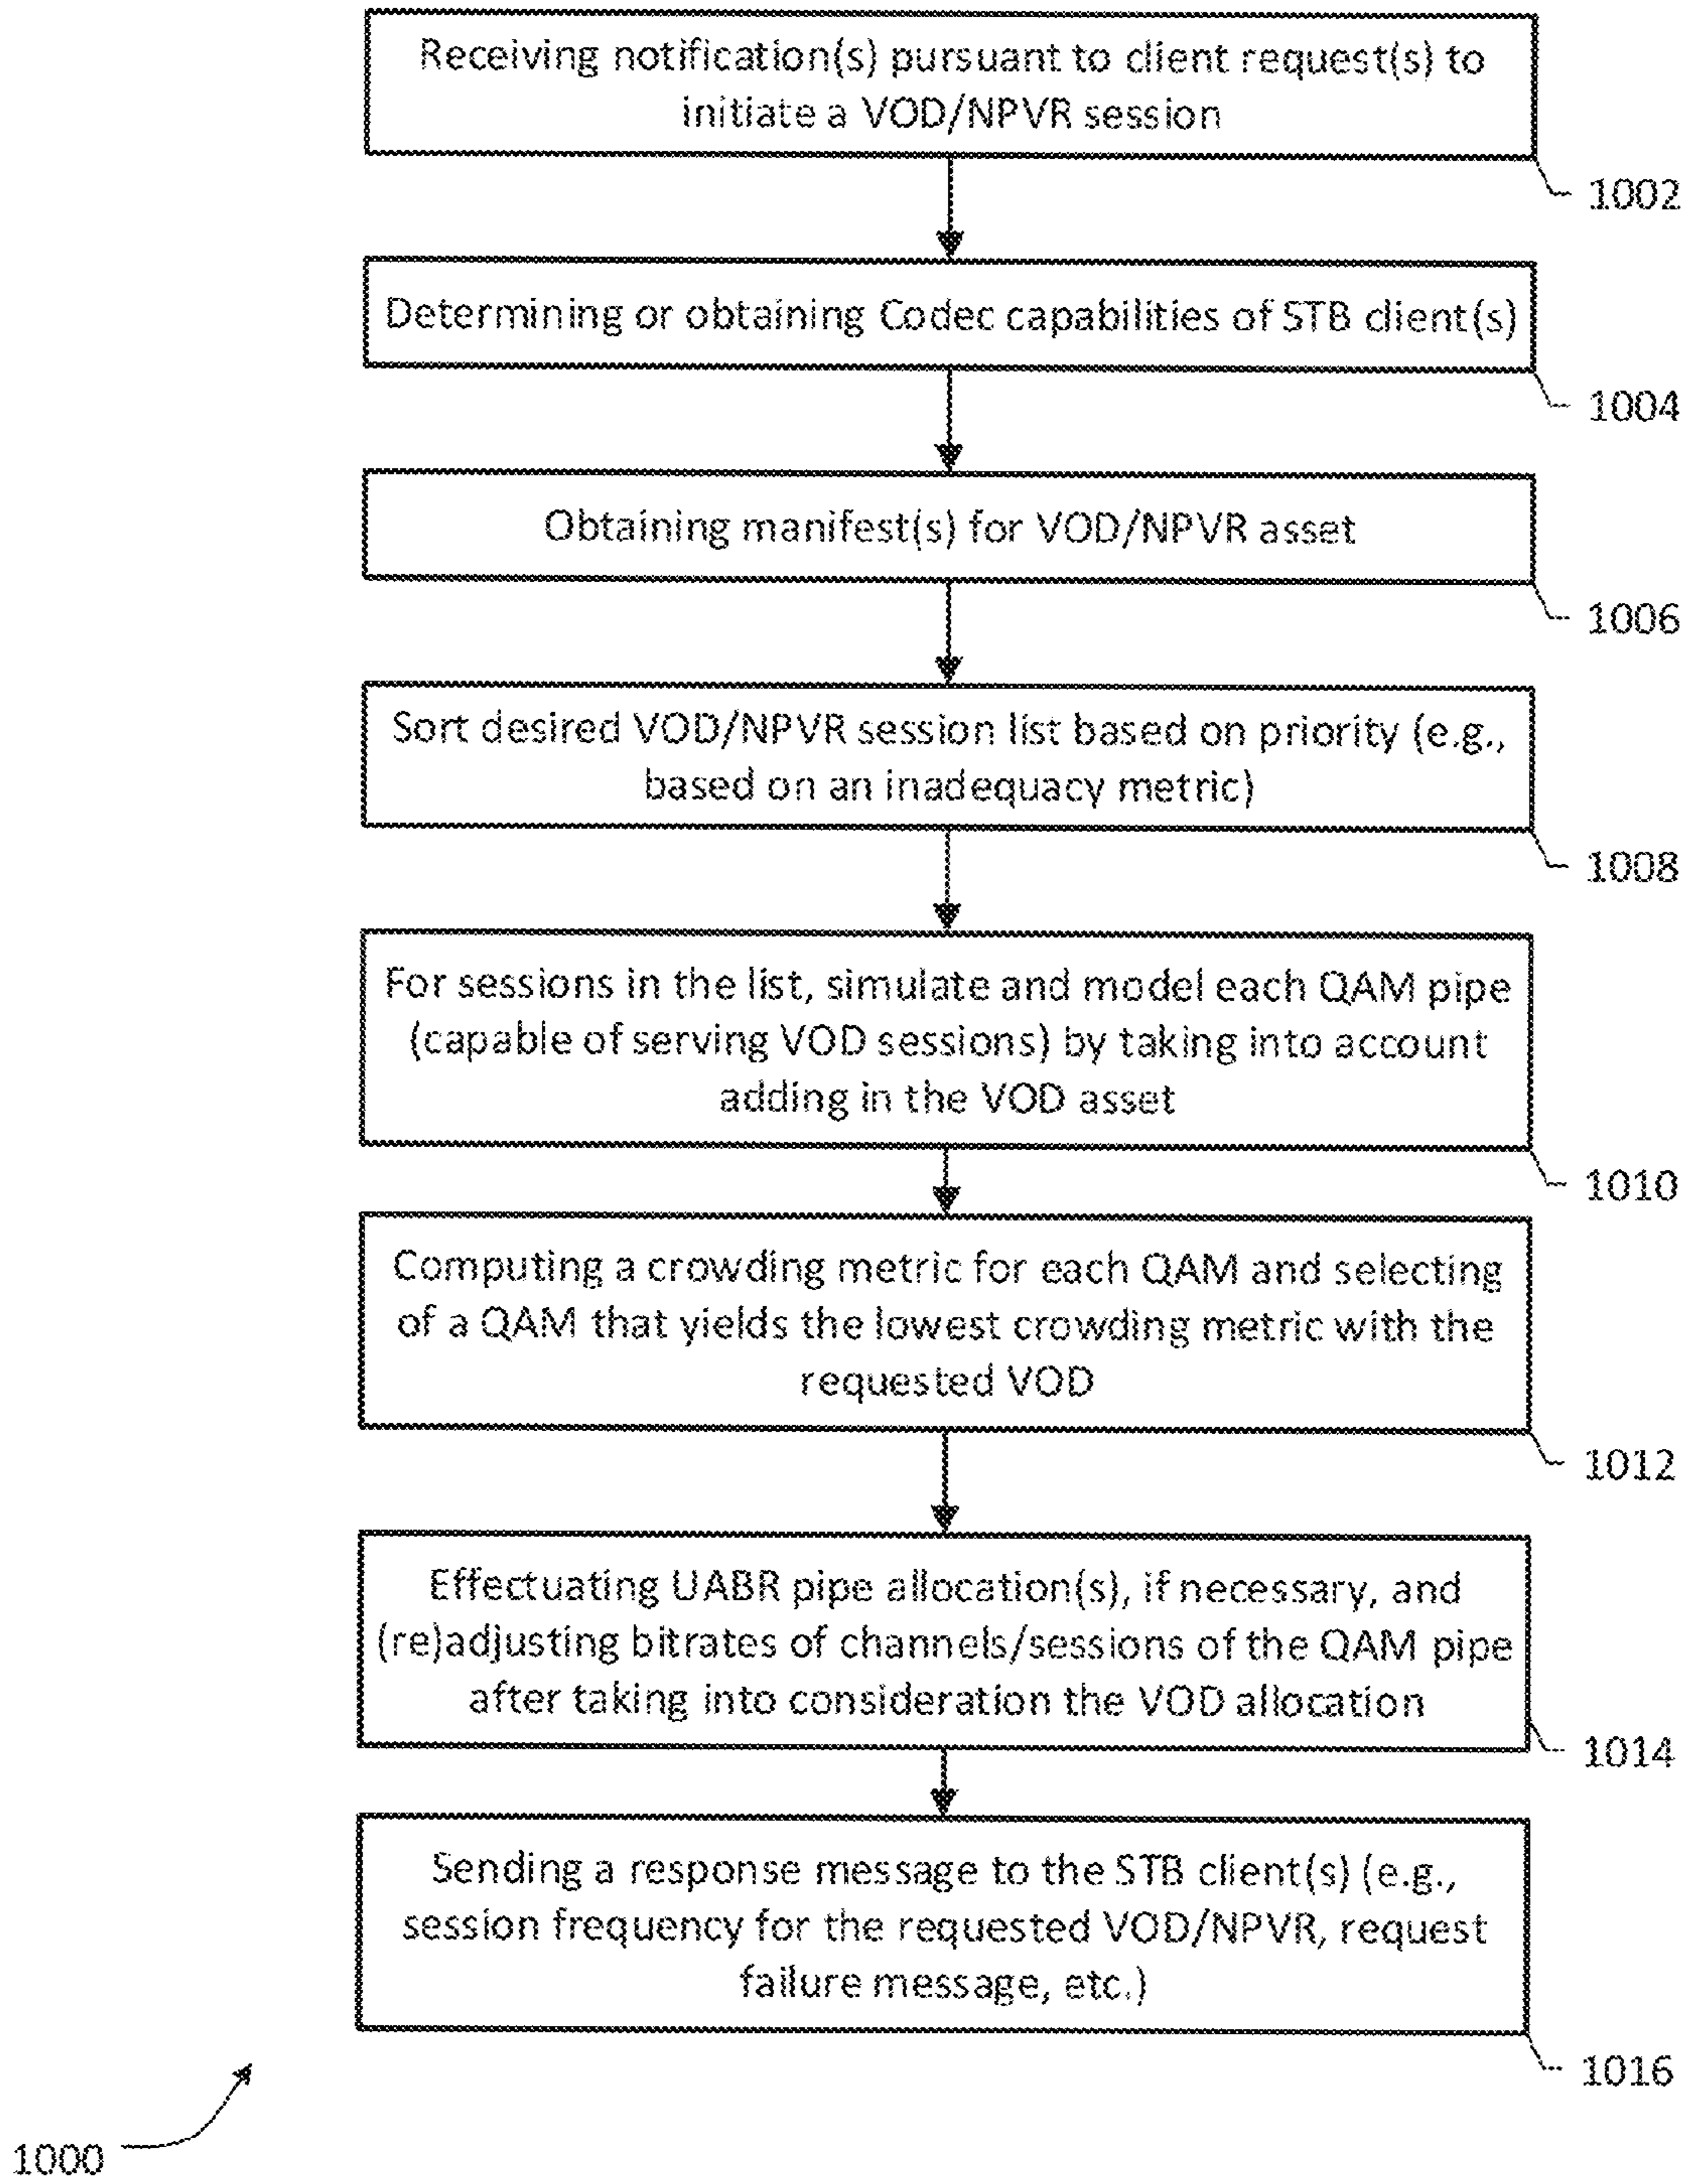 Receiving notification(s) pursuant to client request(s) to
initiate a VOD/NPVR session
1002
Determining or obtaining Codec capabilities of STB client(s)
1004
Obtaining manifest(s) for VOD/NPVR asset
1006
Sort desired VOD/NPVR session list based on priority (e.g.,
based on an inadequacy metric)
1008
For sessions in the list, simulate and model each QAM pipe
(capable of serving VOD sessions) by taking into account
adding in the VOD asset
1010
Computing a crowding metric for each QAM and selecting
of a QAM that yields the lowest crowding metric with the
requested VOD
1012
Effectuating UABR pipe allocation(s), if necessary, and
(re)adjusting bitrates of channels/sessions of the QAM pipe
after taking into consideration the VOD allocation
1014
Sending a response message to the STB client(s) (e.g.,
session frequency for the requested VOD/NPVR, request
failure message, etc.)
1016
1000